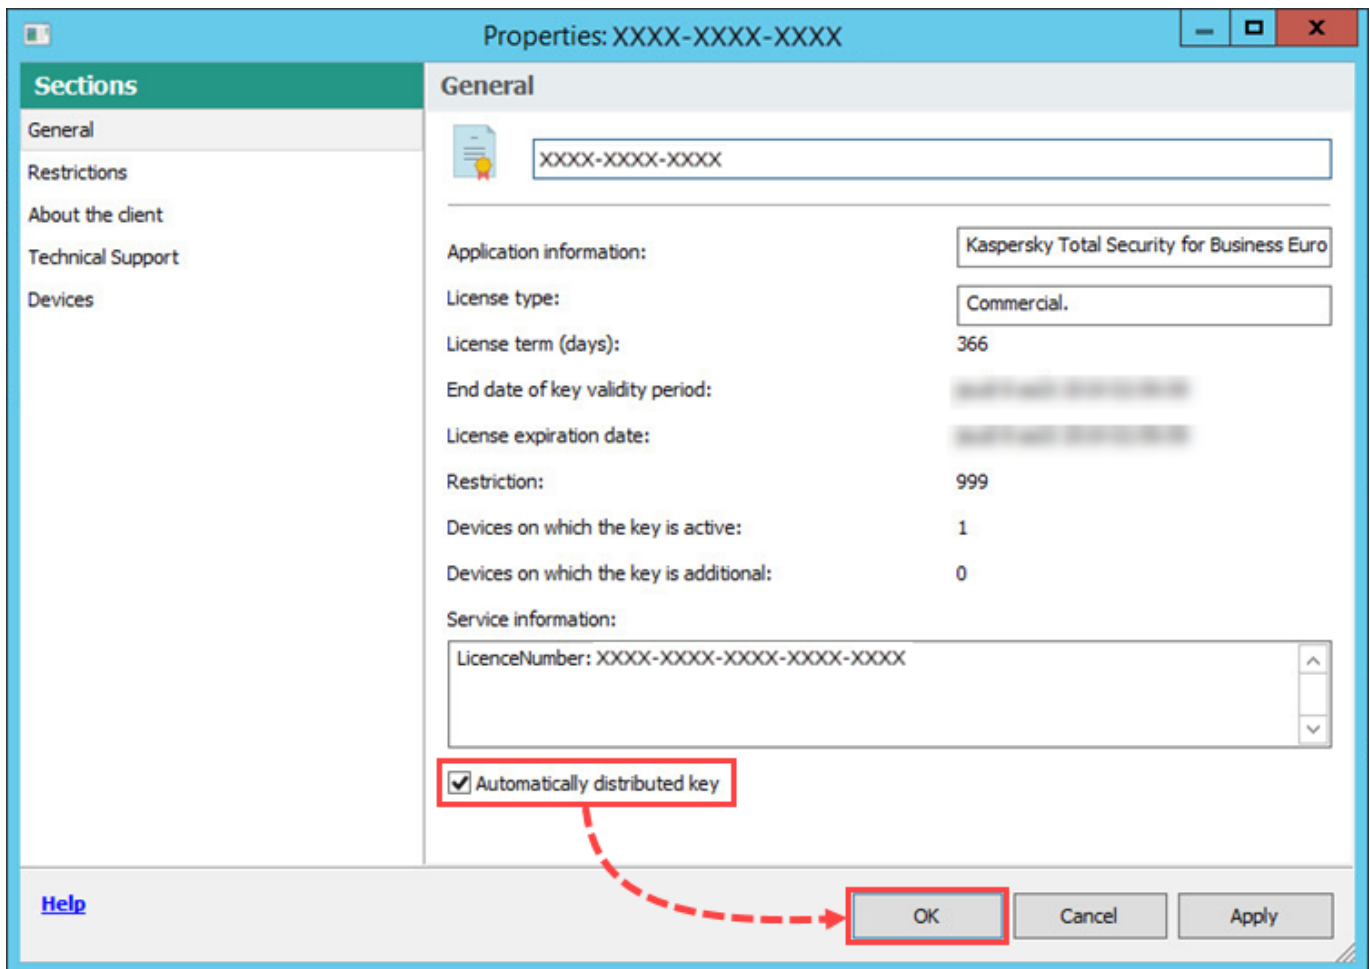 Properties: XXXX-XXXX-XXXX
X
Sections
General
Restrictions
About the client
Technical Support
Devices
General
XXXX-XXXX-XXXX
Application information:
Kaspersky Total Security for Business Euro
License type:
Commercial.
License term (days):
366
End date of key validity period:
License expiration date:
Restriction:
999
Devices on which the key is active:
1
Devices on which the key is additional:
0
Service information:
LicenceNumber: XXXX-XXXX-XXXX-XXXX-XXXX
Automatically distributed key
Help
OK
Cancel
Apply